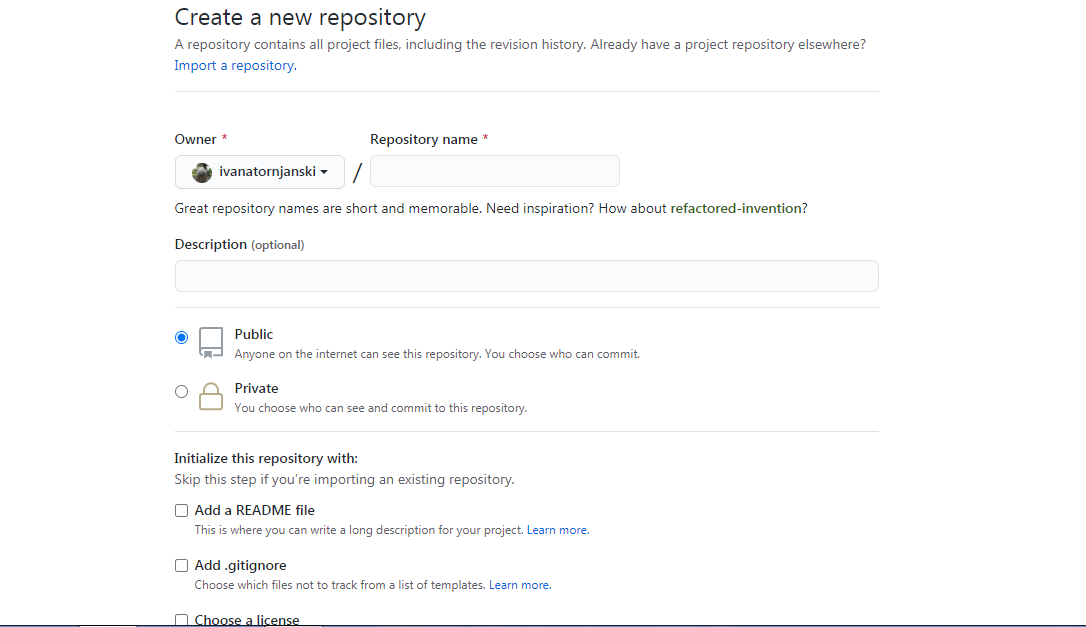 Create a new repository
A repository contains all project files, including the revision history. Already have a project repository elsewhere?
Import a repository.
Owner * Repository name *
ivanatornjanski /
Great repository names are short and memorable. Need inspiration? How about refactored-invention?
Description (optional)
Public
Anyone on the internet can see this repository. You choose who can commit.
Private
You choose who can see and commit to this repository.
Initialize this repository with:
Skip this step if you’re importing an existing repository.
Add a README file
This is where you can write a long description for your project. Learn more.
Add .gitignore
Choose which files not to track from a list of templates. Learn more.
Choose a license